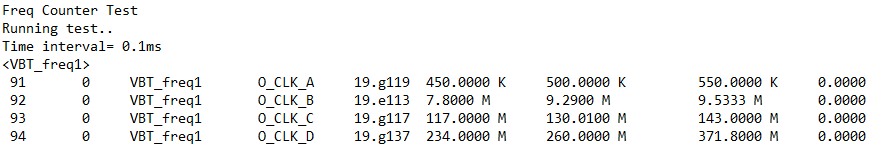 Freq Counter Test
Running test..
Time interval= 0.1ms
<VBT_freq1>
91 0 VBT_freq1 O_CLK_A 19.g119 450.0000 K 500.0000 K 550.0000 K 0.0000
92 0 VBT_freq1 O_CLK_B 19.e113 7.8000 M 9.2900 M 9.5333 M 0.0000
93 0 VBT_freq1 O_CLK_C 19.g117 117.0000 M 130.0100 M 143.0000 M 0.0000
94 0 VBT_freq1 O_CLK_D 19.g137 234.0000 M 260.0000 M 371.8000 M 0.0000